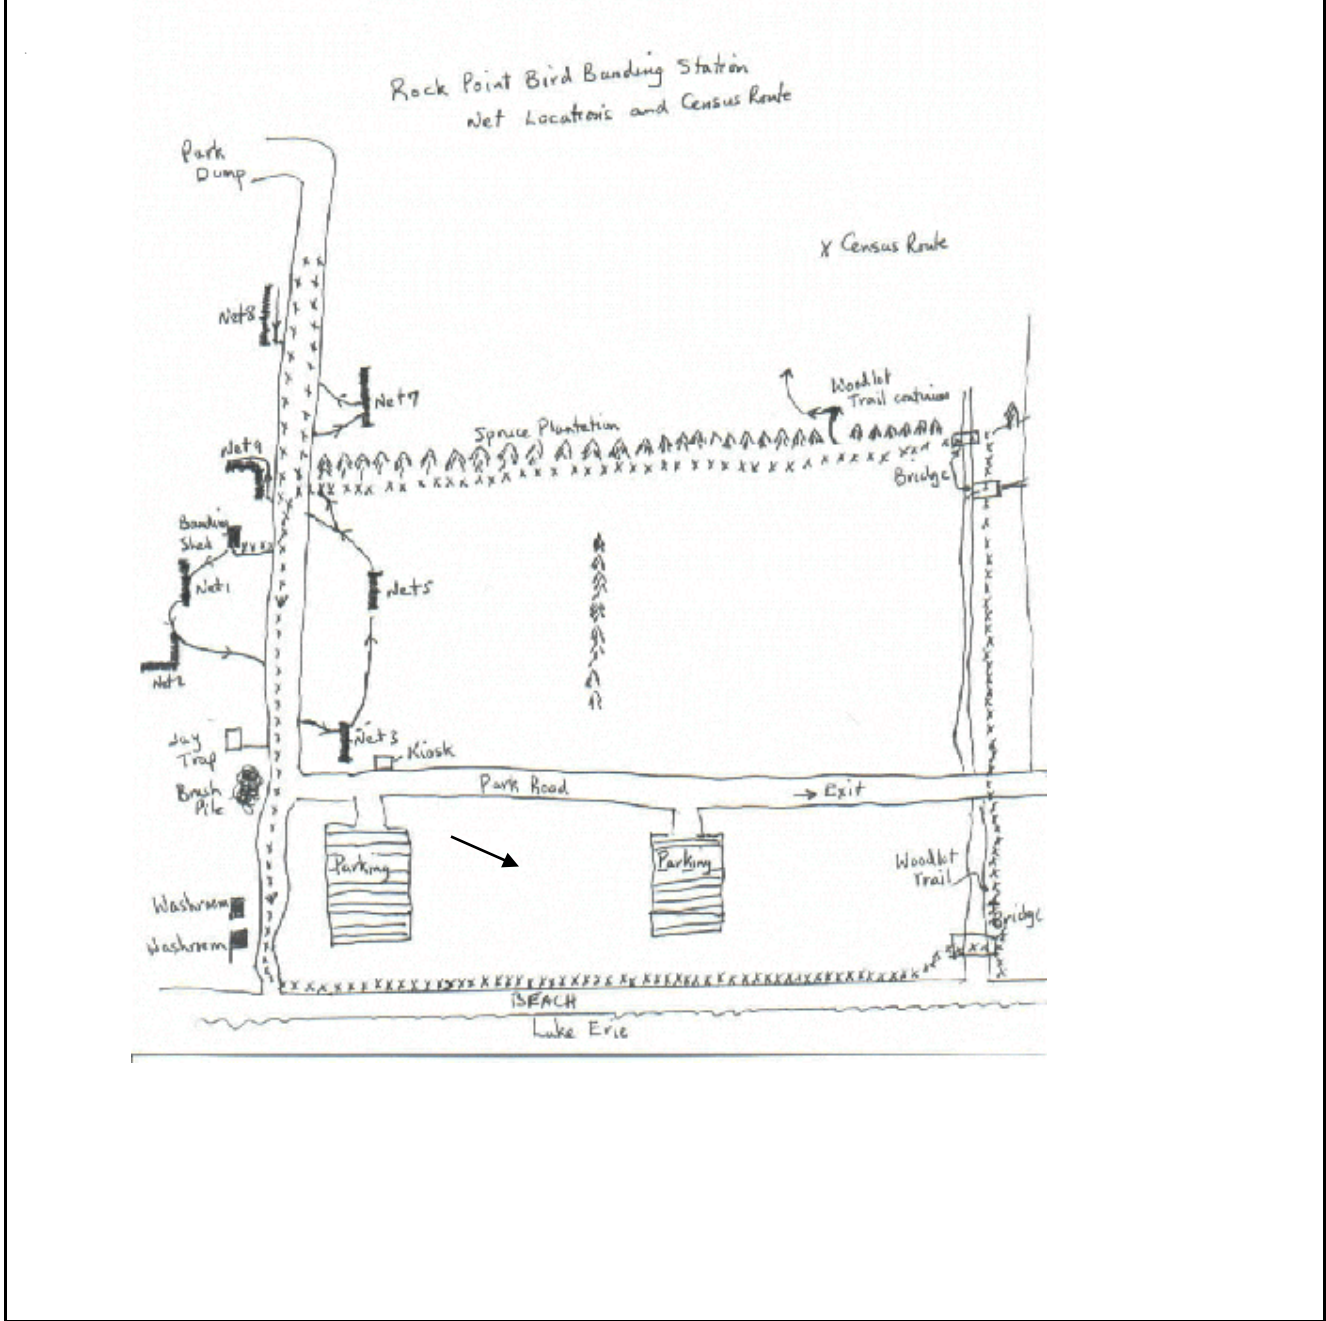 Rock Point Bird Banding Station
Net Locations and Census Route
Park
Dump
x Census Route
Net8
Net7
Woodlot
Trail continues
Spruce Plantation
Net4
Bridge
Banding
Shed
Net1
Net5
Net2
Net3
Kiosk
Jay
Trap
Brush
Pile
Park Road
→ Exit
Parking
Parking
Woodlot
Trail
Washroom
Washroom
Bridge
BEACH
Lake Erie